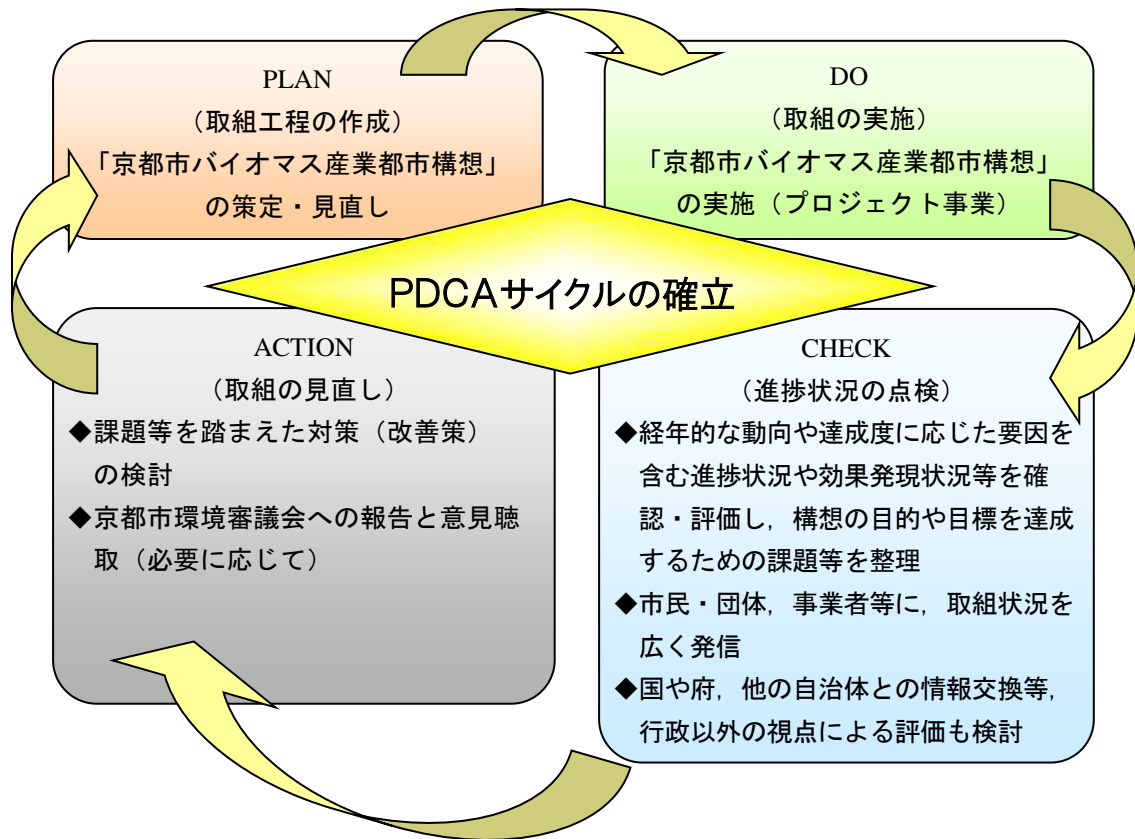 PLAN
（取組工程の作成）
「京都市バイオマス産業都市構想」
の策定・見直し
DO
（取組の実施）
「京都市バイオマス産業都市構想」
の実施（プロジェクト事業）
PDCAサイクルの確立
ACTION
（取組の見直し）
◆課題等を踏まえた対策（改善策）
の検討
◆京都市環境審議会への報告と意見聴
取（必要に応じて）
CHECK
（進捗状況の点検）
◆経年的な動向や達成度に応じた要因を
含む進捗状況や効果発現状況等を確
認・評価し，構想の目的や目標を達成
するための課題等を整理
◆市民・団体，事業者等に，取組状況を
広く発信
◆国や府，他の自治体との情報交換等，
行政以外の視点による評価も検討